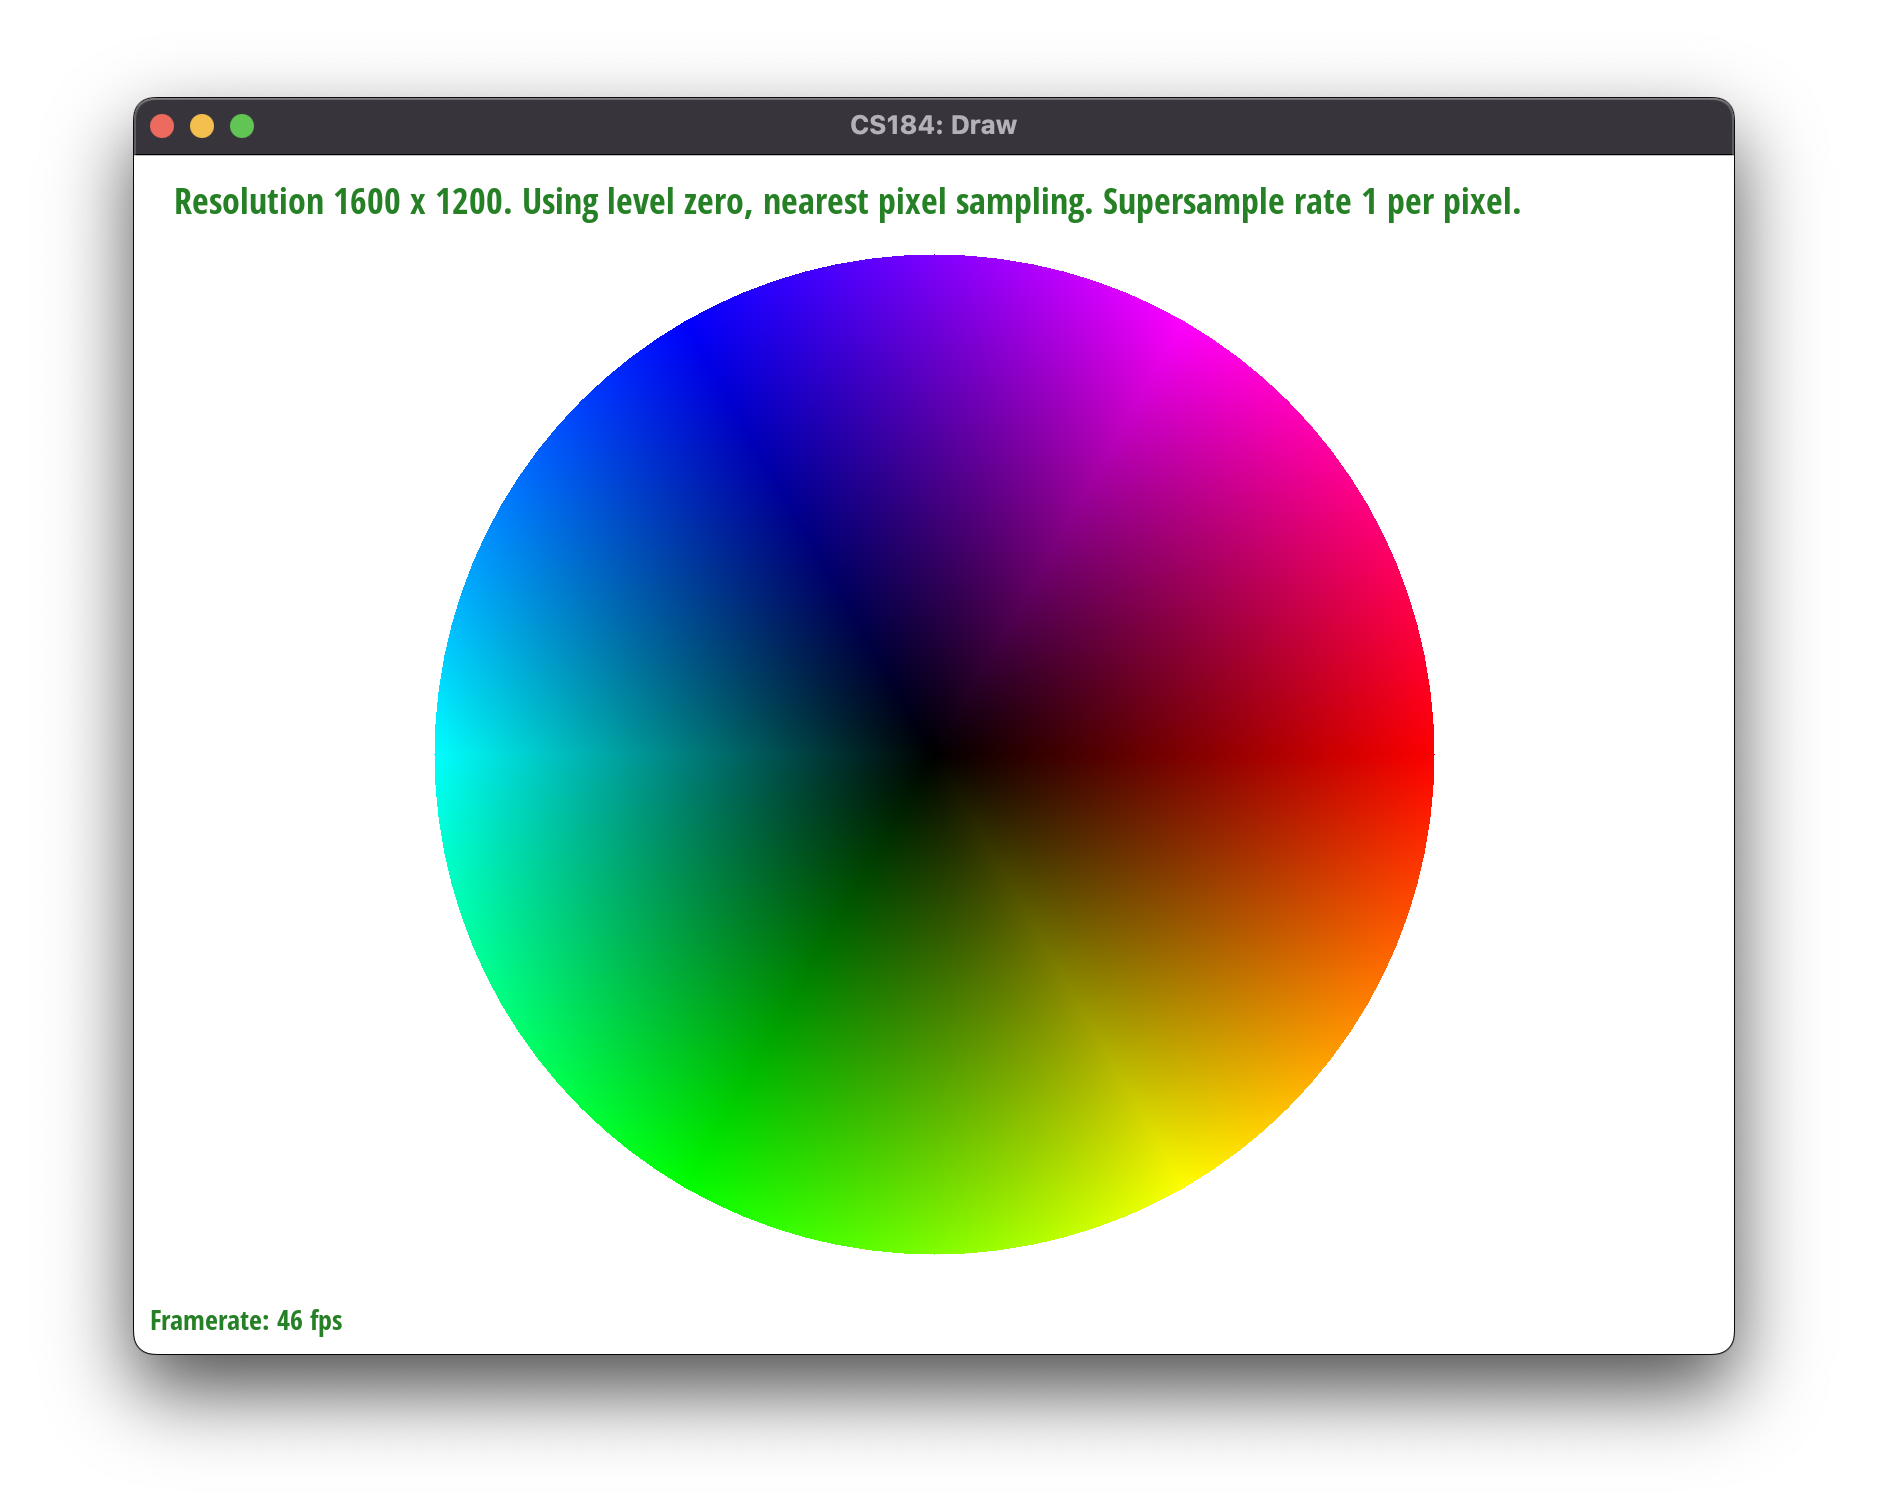 CS184: Draw
Resolution 1600 x 1200. Using level zero, nearest pixel sampling. Supersample rate 1 per pixel.
Framerate: 46 fps